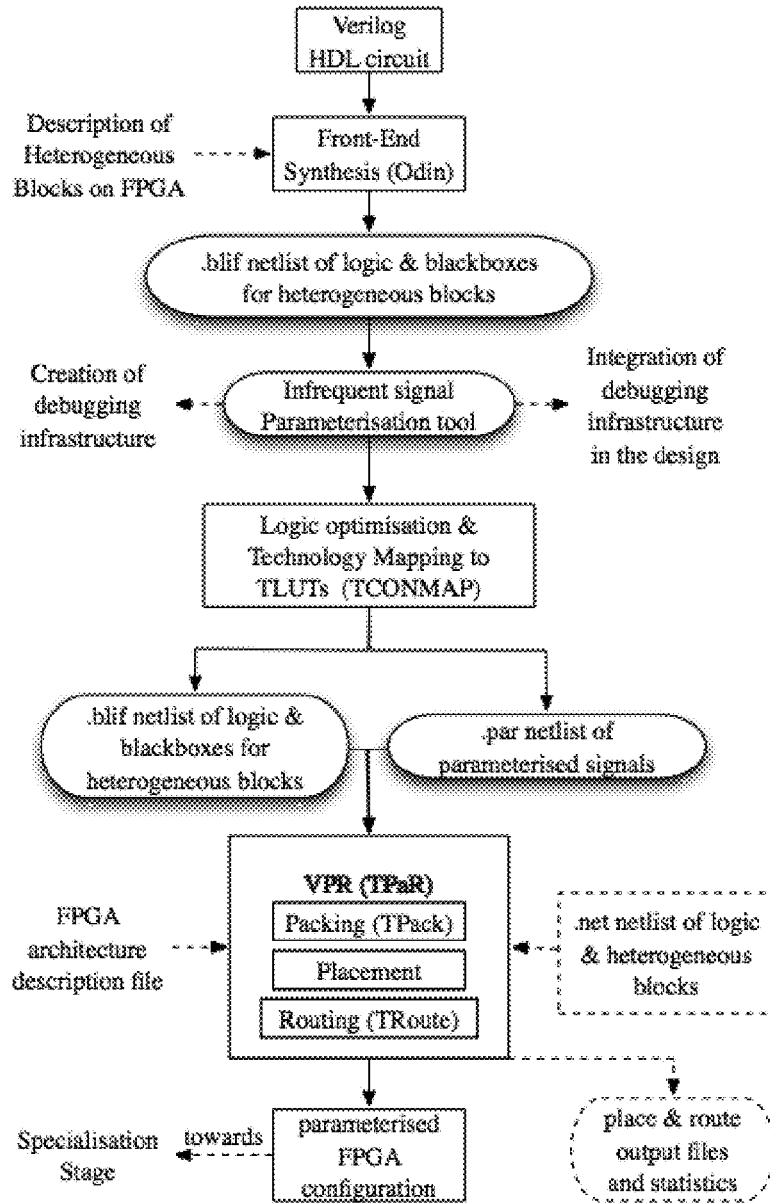 Verilog
HDL circuit
Description of
Heterogeneous
Blocks on FPGA
Front-End
Synthesis (Odin)
.blif netlist of logic & blackboxes
for heterogeneous blocks
Creation of
debugging
infrastructure
Infrequent signal
Parameterisation tool
Integration of
debugging
infrastructure
in the design
Logic optimisation &
Technology Mapping to
TLUTs (TCONMAP)
.blif netlist of logic &
blackboxes for
heterogeneous blocks
.par netlist of
parameterised signals
VPR (TPaR)
Packing (TPack)
Placement
Routing (TRoute)
FPGA
architecture
description file
.net netlist of logic
& heterogeneous
blocks
Specialisation
Stage
towards
parameterised
FPGA
configuration
place & route
output files
and statistics